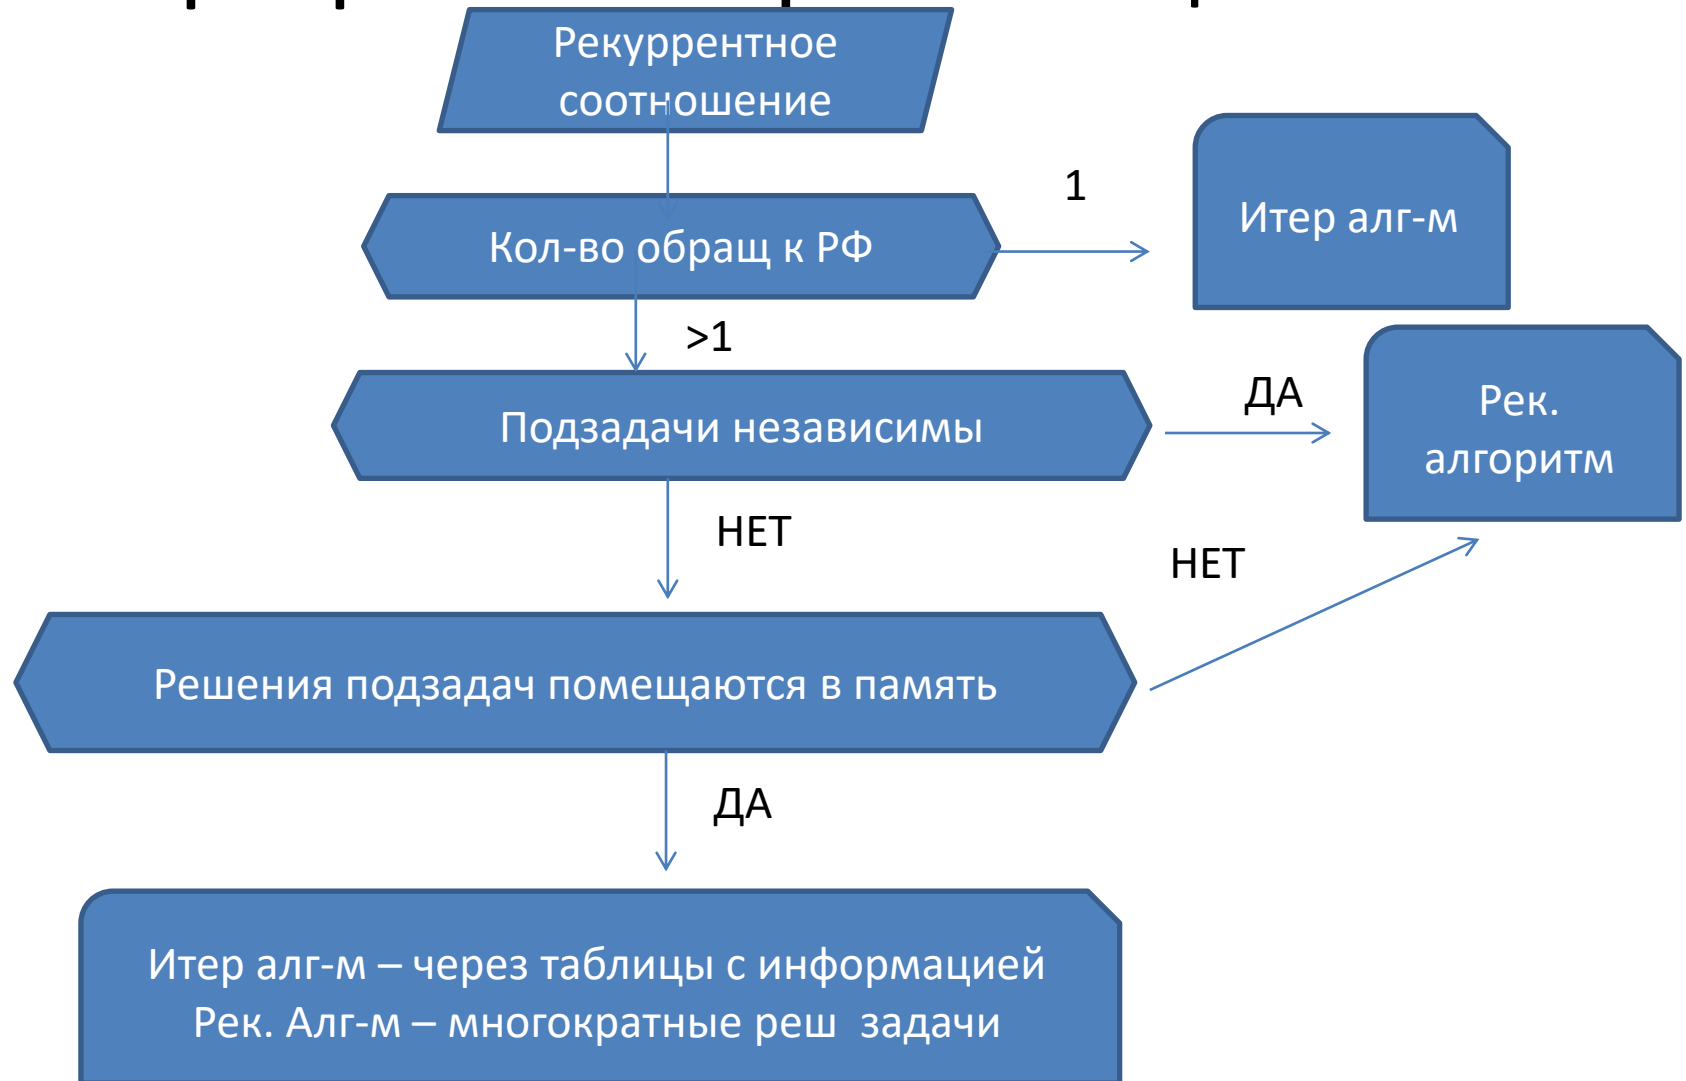 Рекуррентное
соотношение
1
Итер алг-м
Кол-во обращ к РФ
>1
ДА
Рек.
алгоритм
Подзадачи независимы
НЕТ
НЕТ
Решения подзадач помещаются в память
ДА
Итер алг-м – через таблицы с информацией
Рек. Алг-м – многократные реш  задачи